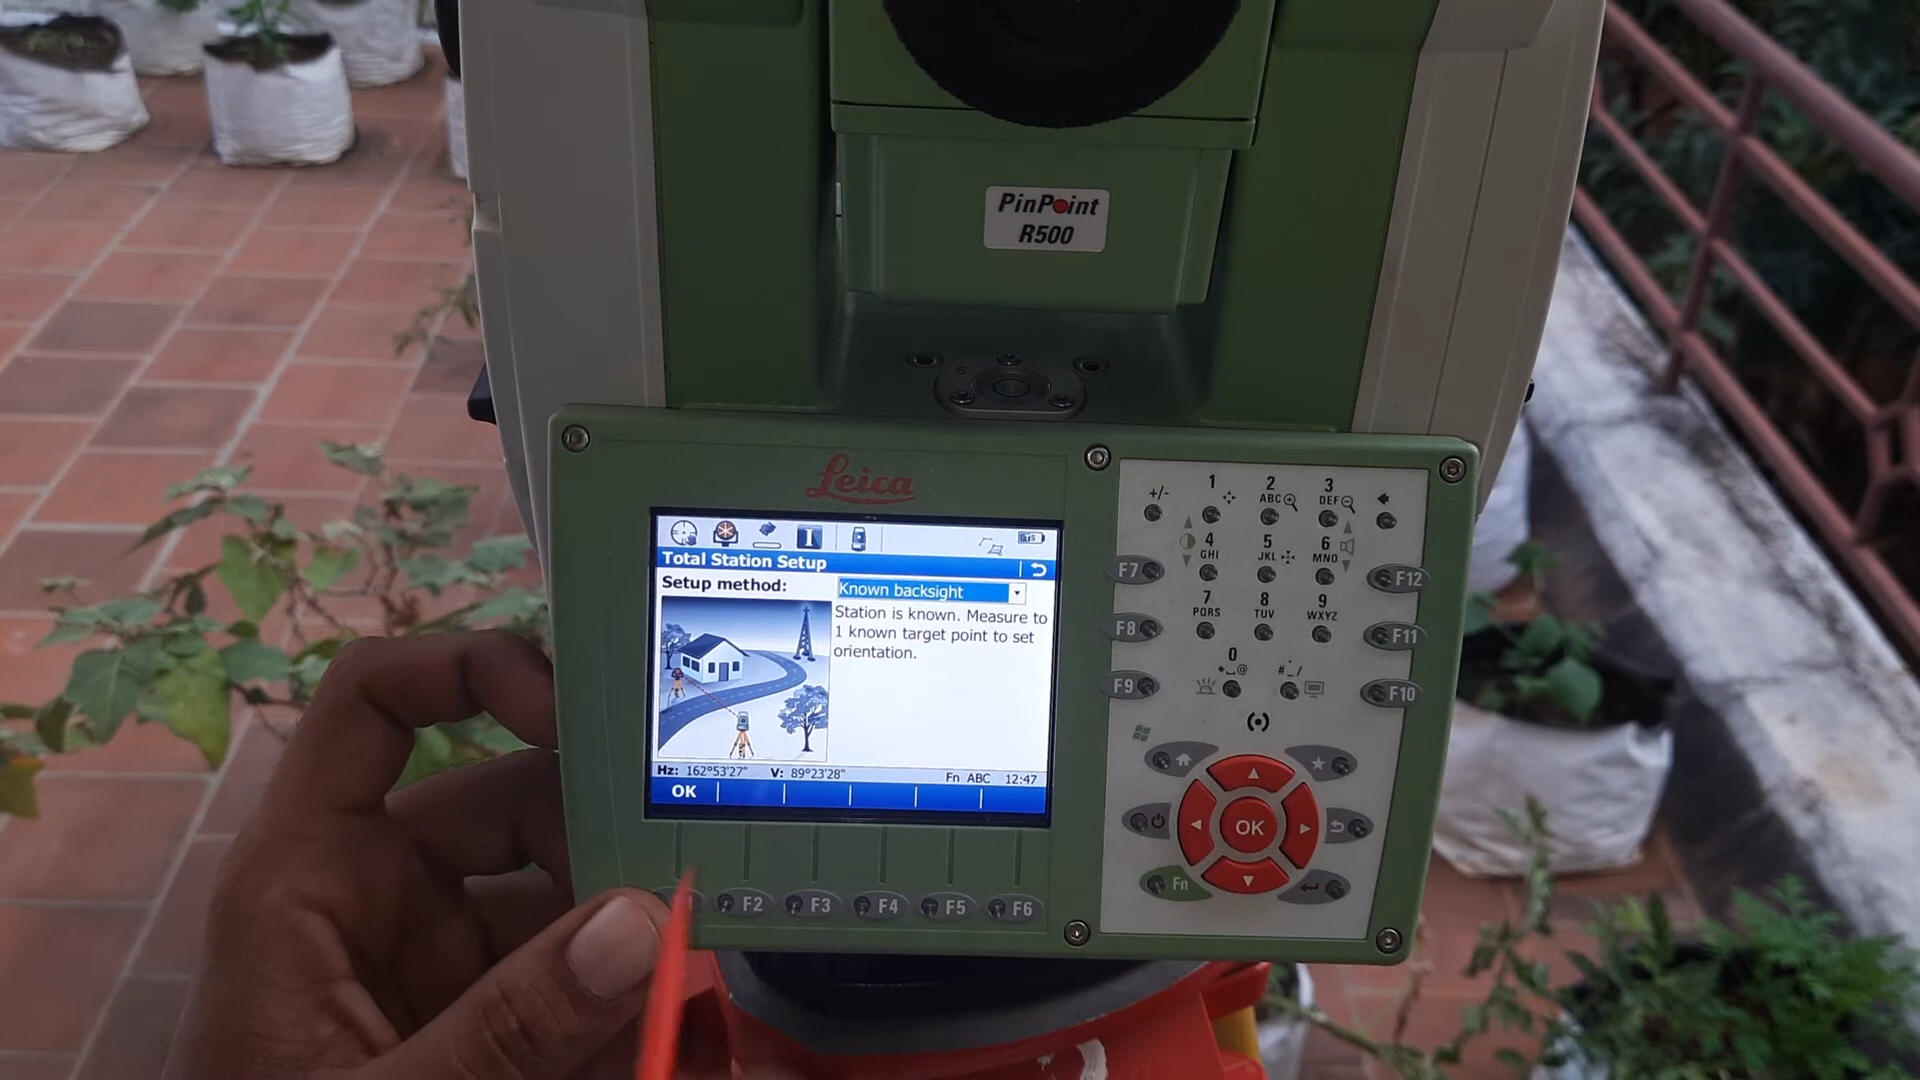 PinPoint
R500
Leica
Total Station Setup
Setup method:
Known backsight
Station is known. Measure to
1 known target point to set
orientation.
Hz: 162°53'27" V: 89°23'28" Fn ABC 12:47
OK
F2 F3 F4 F5 F6
+/- 1 2 ABC 3 DEF
4 GHI 5 JKL 6 MNO
7 PQRS 8 TUV 9 WXYZ
0
F7 F12
F8 F11
F9 F10
OK
Fn